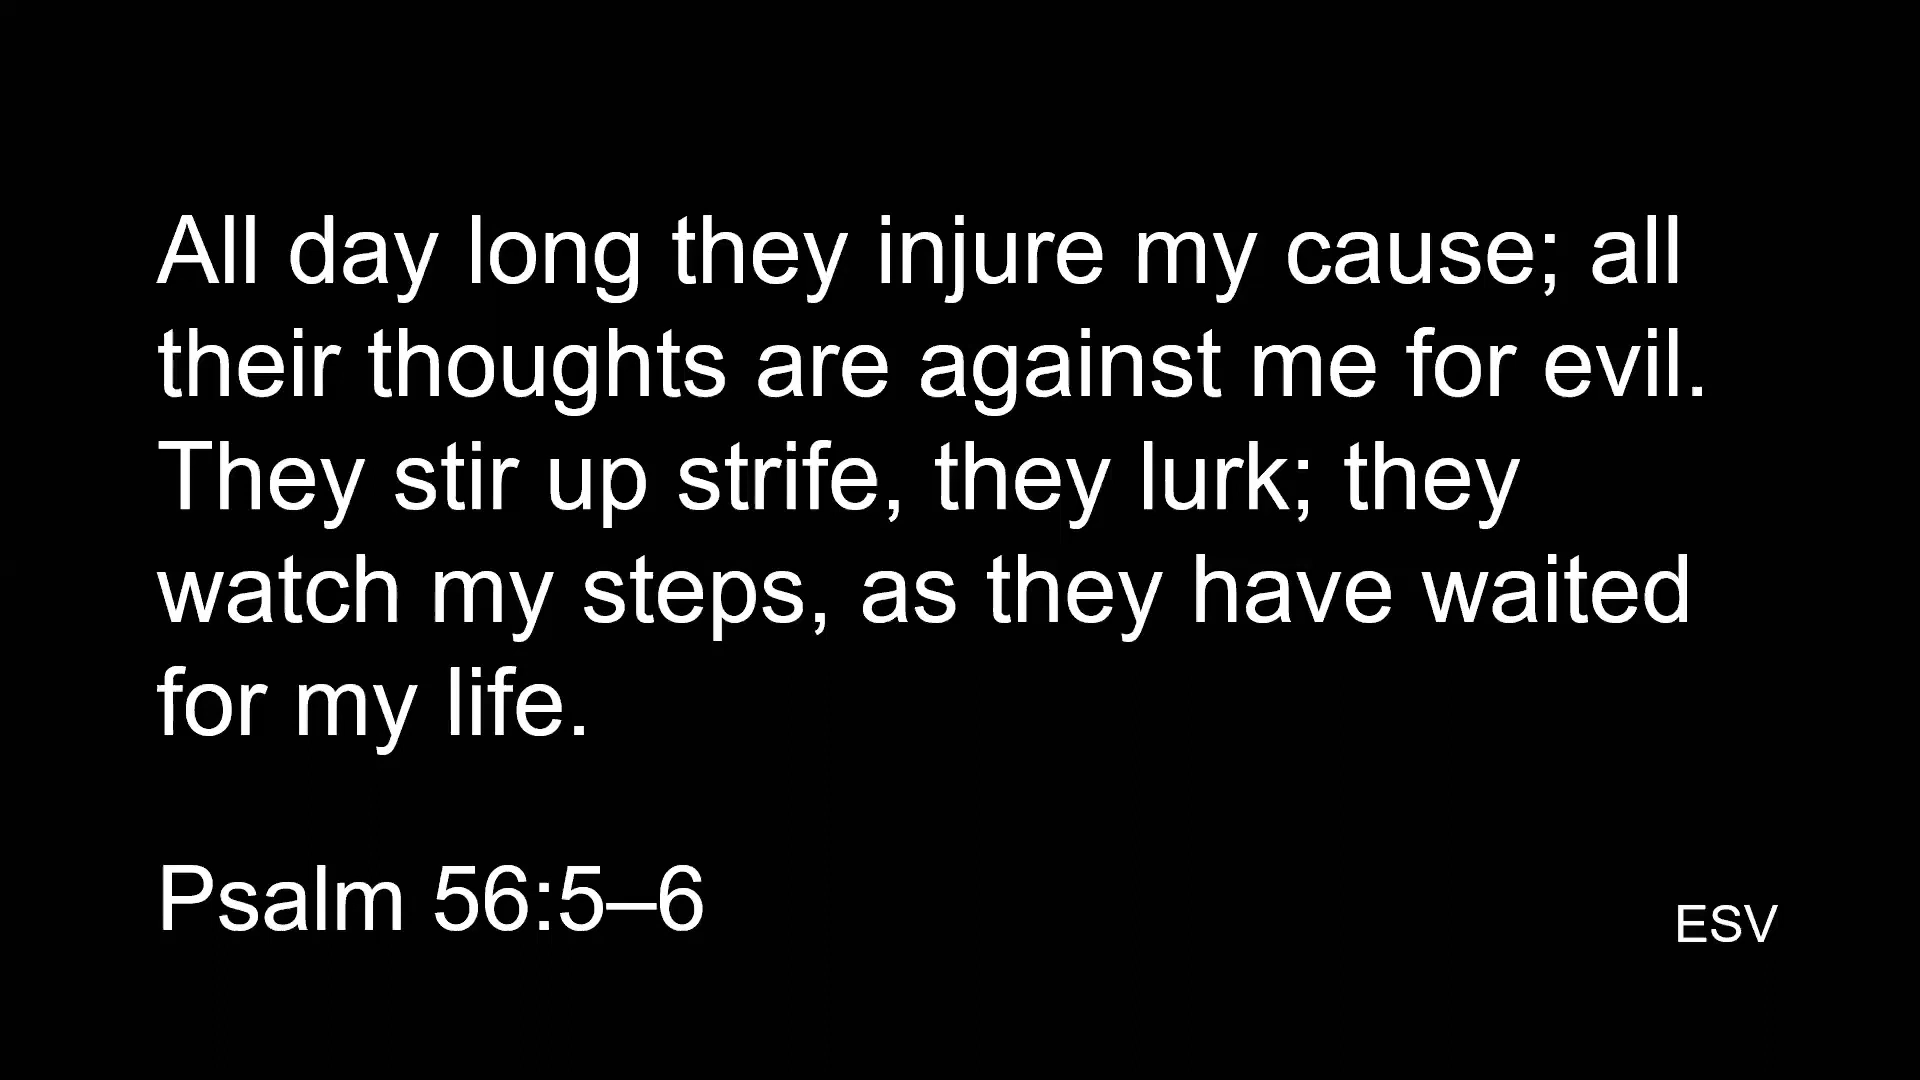 All day long they injure my cause; all
their thoughts are against me for evil.
They stir up strife, they lurk; they
watch my steps, as they have waited
for my life.
Psalm 56:5–6
ESV